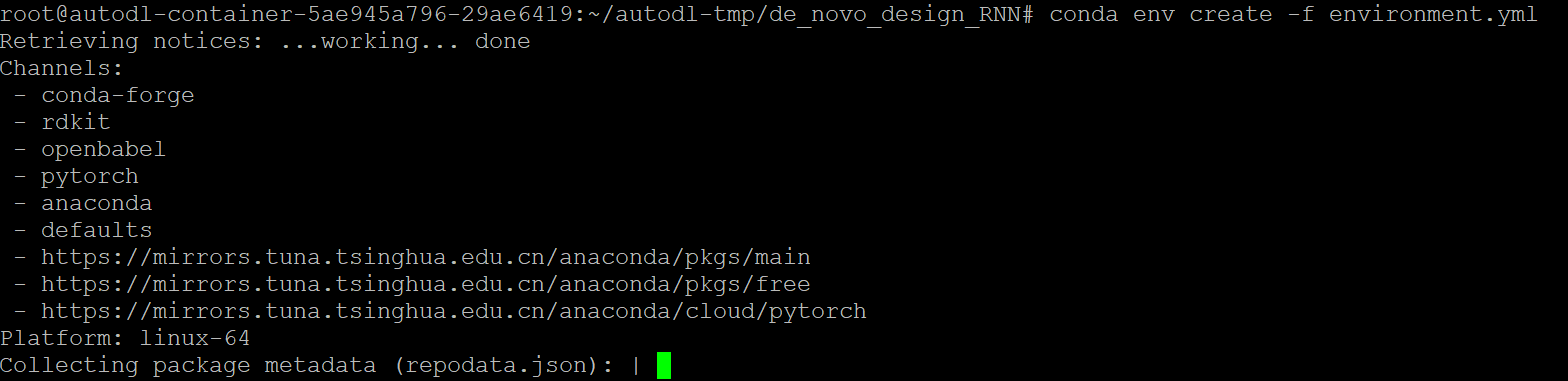 root@autodl-container-5ae945a796-29ae6419:~/autodl-tmp/de_novo_design_RNN# conda env create -f environment.yml
Retrieving notices: ...working... done
Channels:
 - conda-forge
 - rdkit
 - openbabel
 - pytorch
 - anaconda
 - defaults
 - https://mirrors.tuna.tsinghua.edu.cn/anaconda/pkgs/main
 - https://mirrors.tuna.tsinghua.edu.cn/anaconda/pkgs/free
 - https://mirrors.tuna.tsinghua.edu.cn/anaconda/cloud/pytorch
Platform: linux-64
Collecting package metadata (repodata.json): |